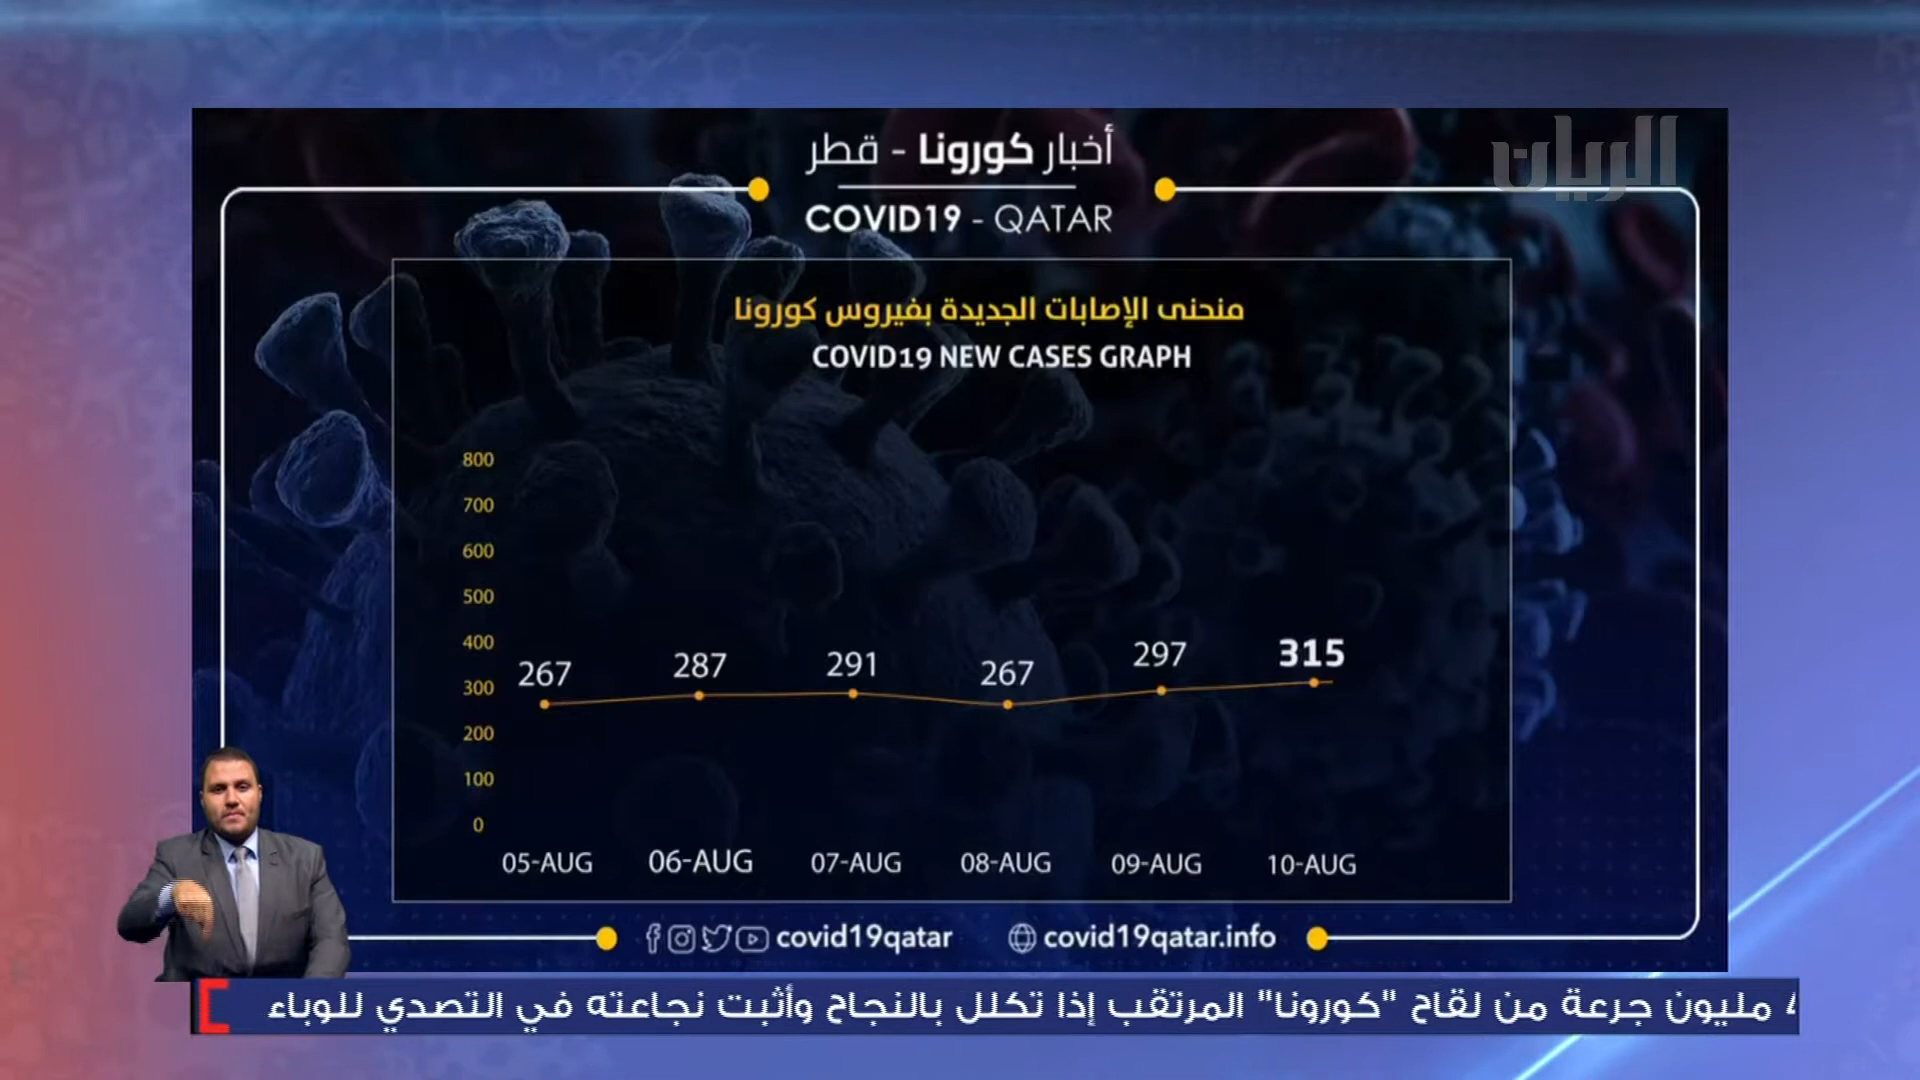 الريان
أخبار كورونا - قطر
COVID19 - QATAR
منحنى الإصابات الجديدة بفيروس كورونا
COVID19 NEW CASES GRAPH
800
700
600
500
400
300
200
100
0
267 287 291 267 297 315
05-AUG 06-AUG 07-AUG 08-AUG 09-AUG 10-AUG
covid19qatar covid19qatar.info
مليون جرعة من لقاح "كورونا" المرتقب إذا تكلل بالنجاح وأثبت نجاعته في التصدي للوباء